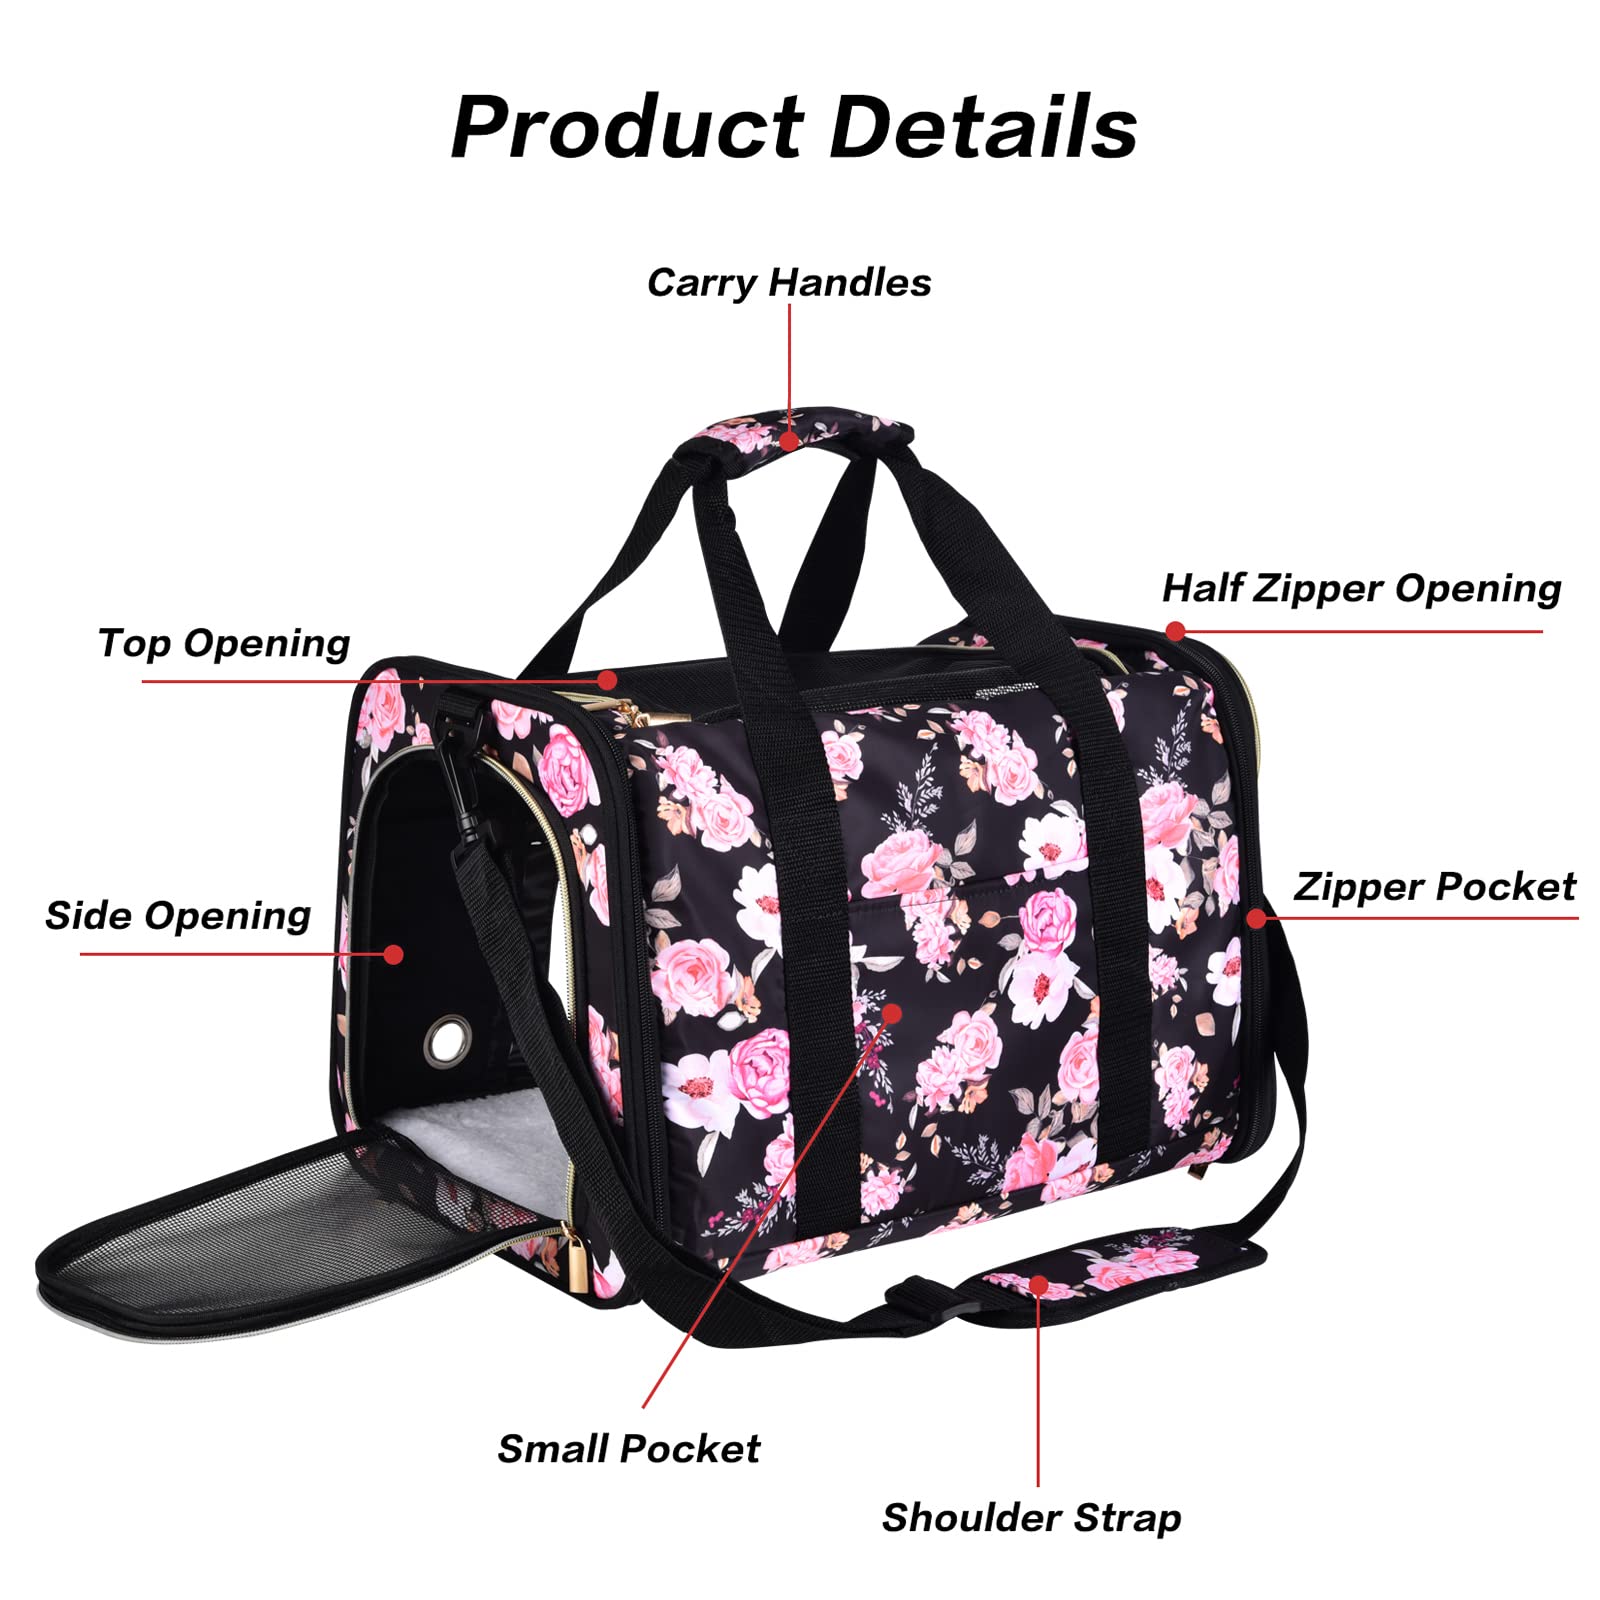 Product Details
Carry Handles
Half Zipper Opening
Top Opening
Zipper Pocket
Side Opening
Small Pocket
Shoulder Strap